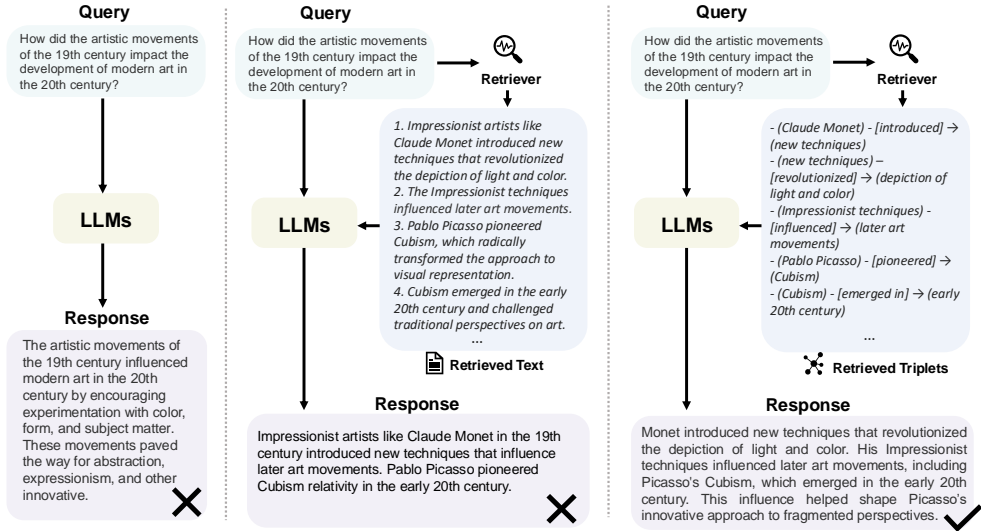 Query
How did the artistic movements
of the 19th century impact the
development of modern art in
the 20th century?
LLMs
Response
The artistic movements of
the 19th century influenced
modern art in the 20th
century by encouraging
experimentation with color,
form, and subject matter.
These movements paved
the way for abstraction,
expressionism, and other
innovative.
Query
How did the artistic movements
of the 19th century impact the
development of modern art in
the 20th century?
Retriever
1. Impressionist artists like
Claude Monet introduced new
techniques that revolutionized
the depiction of light and color.
2. The Impressionist techniques
influenced later art movements.
3. Pablo Picasso pioneered
Cubism, which radically
transformed the approach to
visual representation.
4. Cubism emerged in the early
20th century and challenged
traditional perspectives on art.
...
Retrieved Text
LLMs
Response
Impressionist artists like Claude Monet in the 19th
century introduced new techniques that influence
later art movements. Pablo Picasso pioneered
Cubism relativity in the early 20th century.
Query
How did the artistic movements
of the 19th century impact the
development of modern art in
the 20th century?
Retriever
- (Claude Monet) - [introduced] →
(new techniques)
- (new techniques) –
[revolutionized] → (depiction of
light and color)
- (Impressionist techniques) -
[influenced] → (later art
movements)
- (Pablo Picasso) - [pioneered] →
(Cubism)
- (Cubism) - [emerged in] → (early
20th century)
...
Retrieved Triplets
LLMs
Response
Monet introduced new techniques that revolutionized
the depiction of light and color. His Impressionist
techniques influenced later art movements, including
Picasso's Cubism, which emerged in the early 20th
century. This influence helped shape Picasso's
innovative approach to fragmented perspectives.